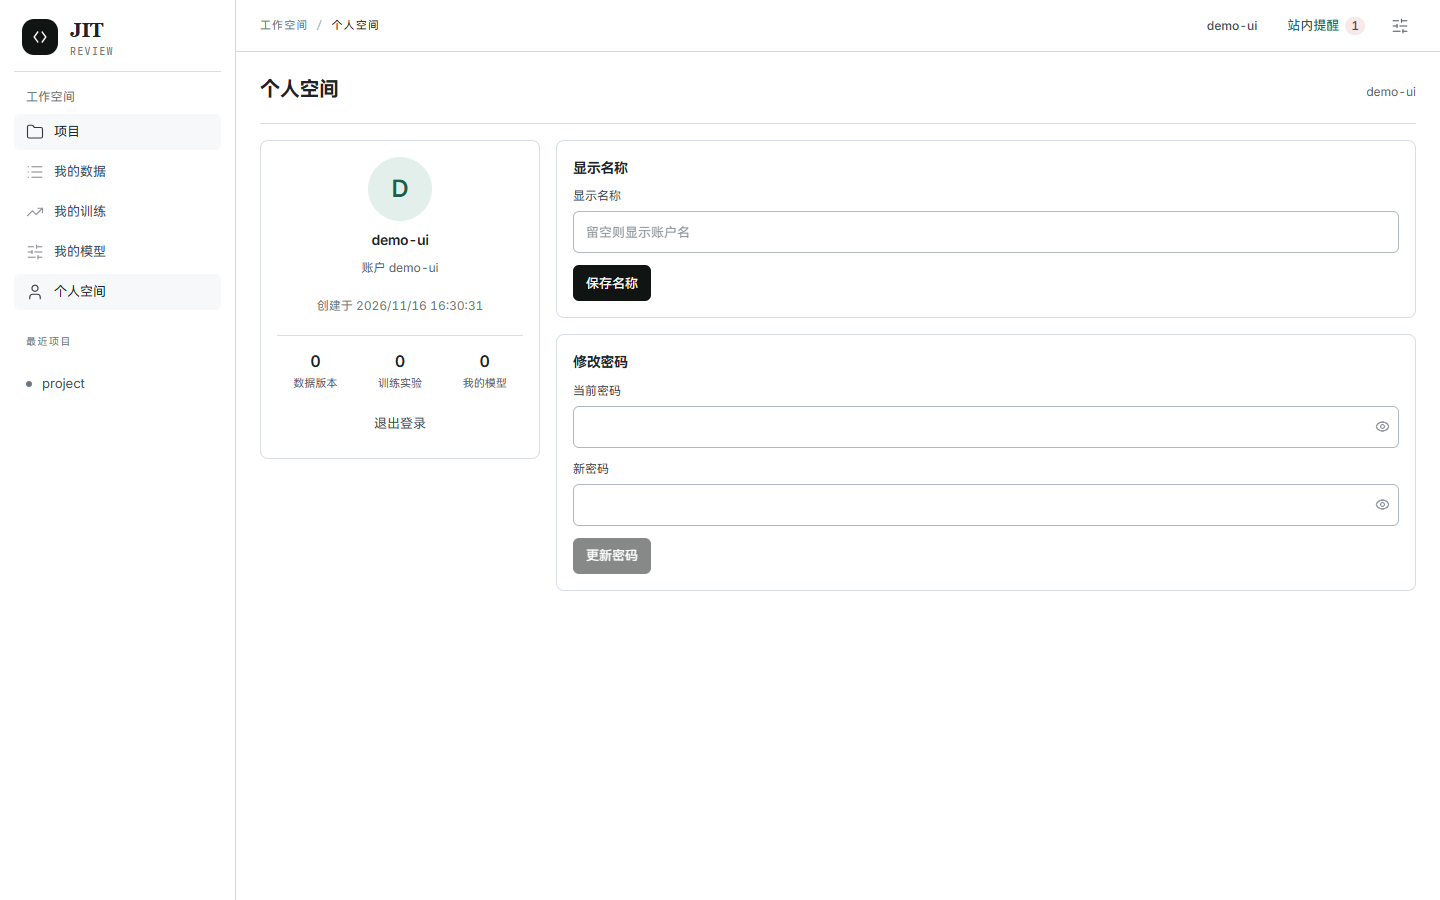 JIT
REVIEW
工作空间
项目
我的数据
我的训练
我的模型
个人空间
最近项目
project
工作空间 / 个人空间
demo-ui
站内提醒 1
个人空间
demo-ui
D
demo-ui
账户 demo-ui
创建于 2026/11/16 16:30:31
0 0 0
数据版本 训练实验 我的模型
退出登录
显示名称
显示名称
留空则显示账户名
保存名称
修改密码
当前密码
新密码
更新密码